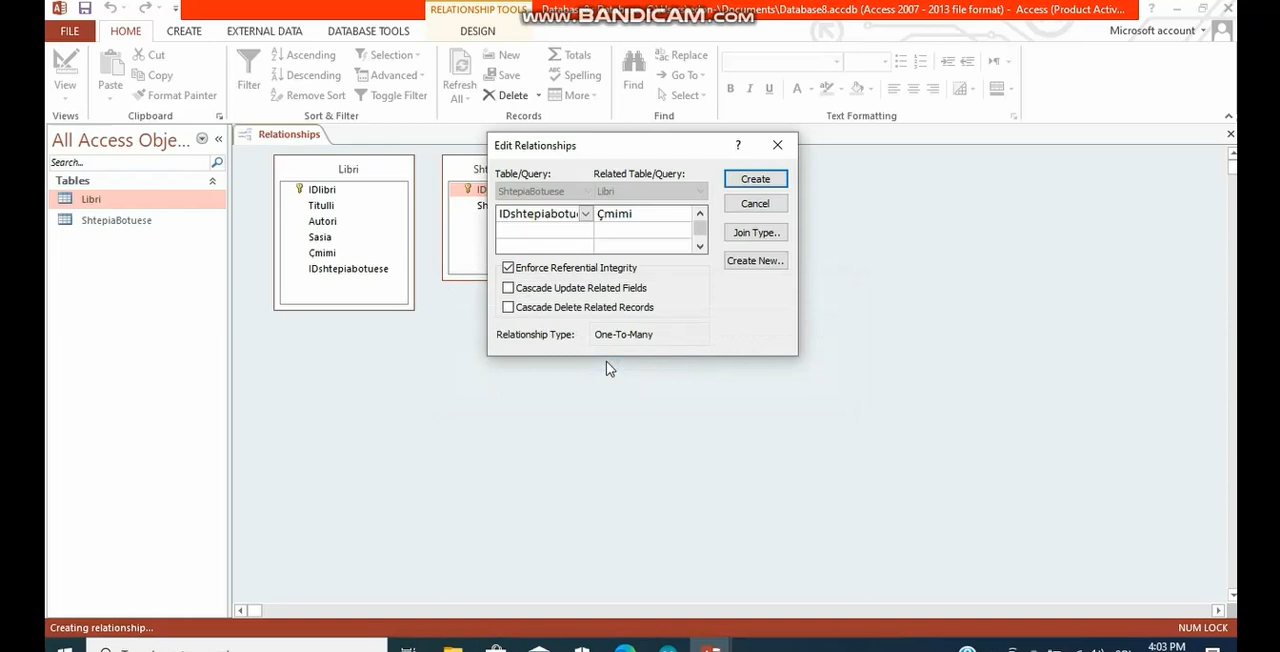 RELATIONSHIP TOOLS
www.BANDICAM.com
Documents\Database8.accdb (Access 2007 - 2013 file format) - Access (Product Activ...
FILE
HOME
CREATE
EXTERNAL DATA
DATABASE TOOLS
DESIGN
Microsoft account
View
Paste
Cut
Copy
Format Painter
Filter
Ascending
Descending
Remove Sort
Selection
Advanced
Toggle Filter
Refresh
All
New
Save
Delete
Totals
Spelling
More
Find
Replace
Go To
Select
B I U
A
Views
Clipboard
Sort & Filter
Records
Find
Text Formatting
All Access Obje...
Search...
Tables
Libri
ShtepiaBotuese
Relationships
Libri
IDlibri
Titulli
Autori
Sasia
Çmimi
IDshtepiabotuese
Edit Relationships
?
Table/Query:
Related Table/Query:
ShtepiaBotuese
Libri
IDshtepiabotue
Çmimi
Create
Cancel
Join Type..
Create New..
Enforce Referential Integrity
Cascade Update Related Fields
Cascade Delete Related Records
Relationship Type:
One-To-Many
Creating relationship...
NUM LOCK
4:03 PM